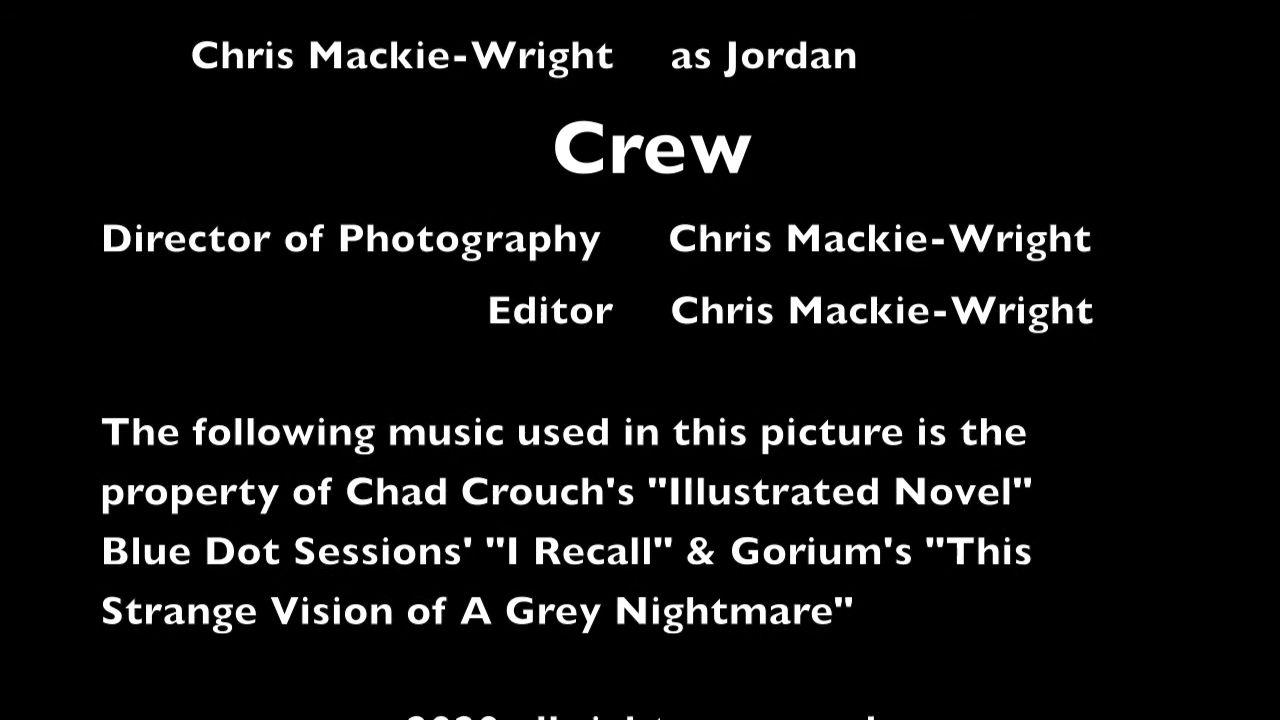 Chris Mackie-Wright as Jordan
Crew
Director of Photography Chris Mackie-Wright
Editor Chris Mackie-Wright
The following music used in this picture is the
property of Chad Crouch's "Illustrated Novel"
Blue Dot Sessions' "I Recall" & Gorium's "This
Strange Vision of A Grey Nightmare"